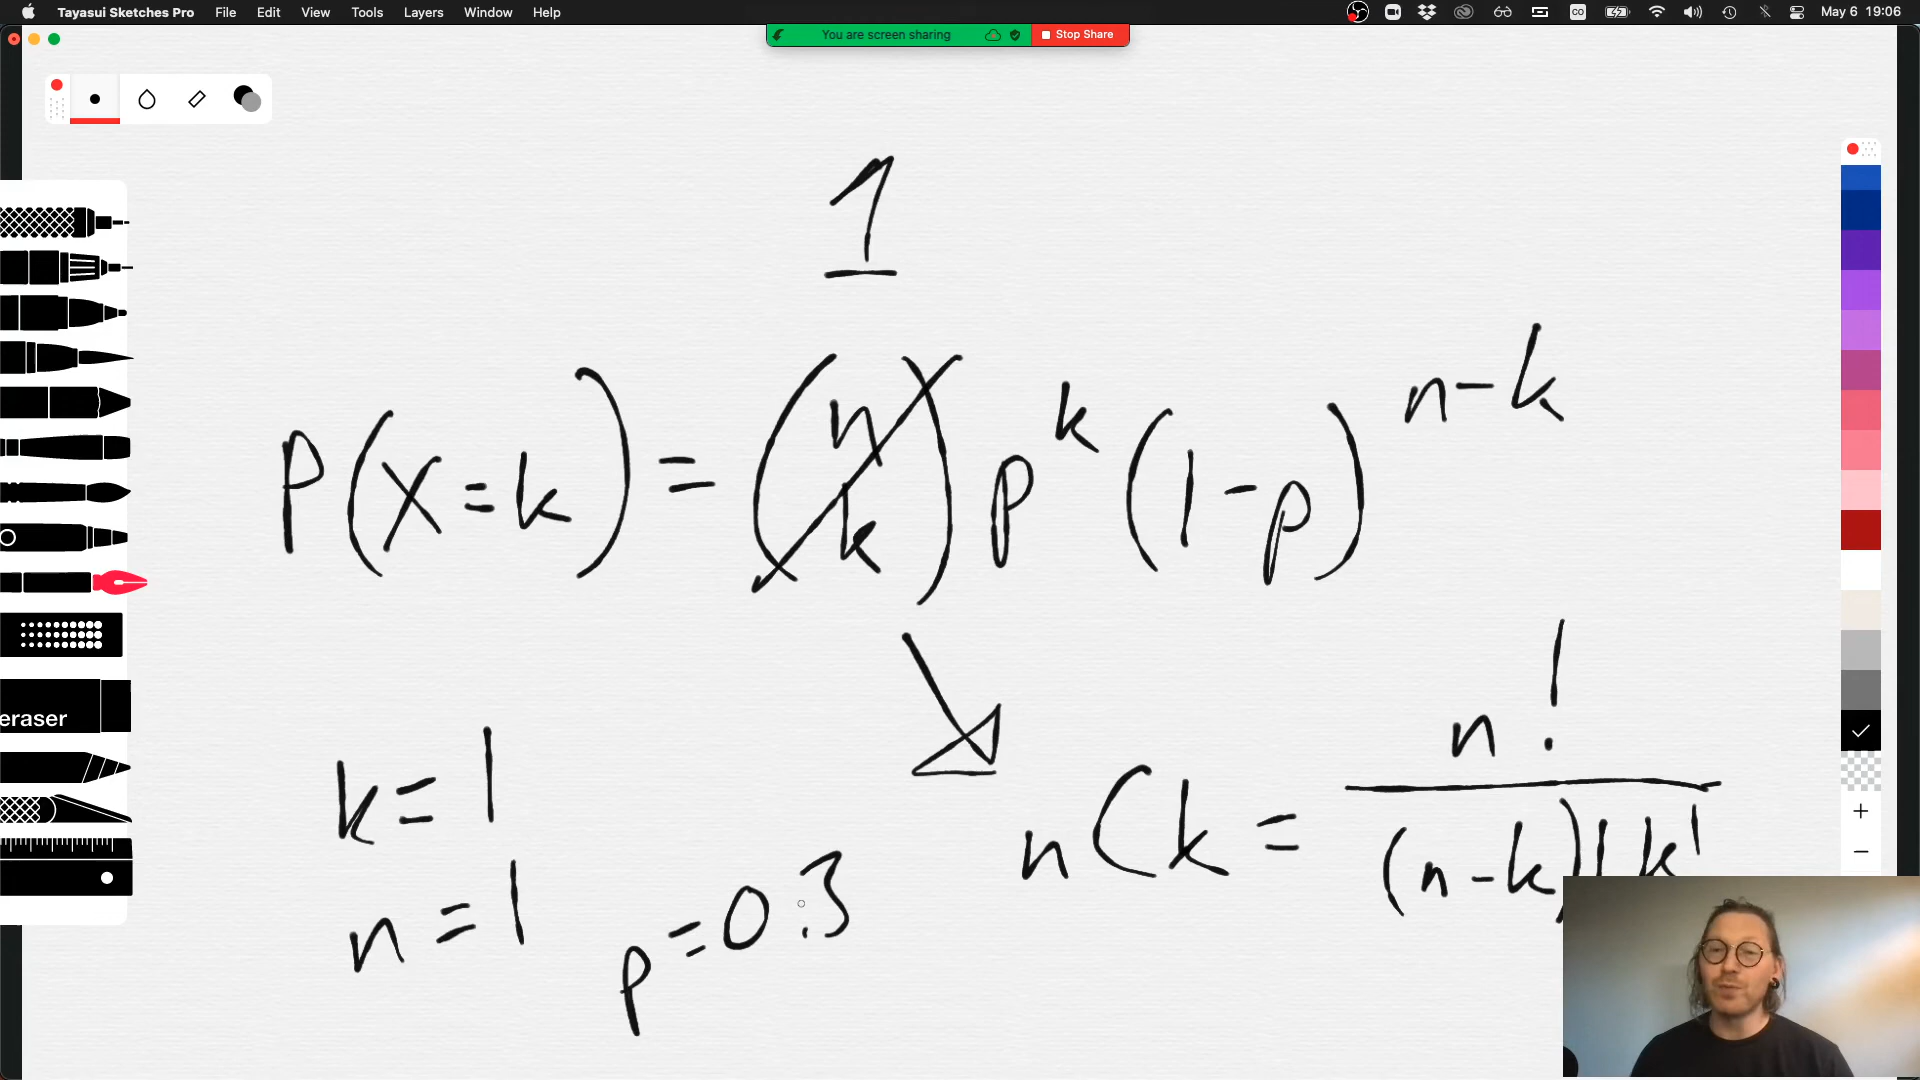 Tayasui Sketches Pro File Edit View Tools Layers Window Help May 6 19:06
You are screen sharing Stop Share
1
P(X=k) = (n k) p^k (1-p)^n-k
n!
k=1
nCk =
(n-k)! k!
n=1
p=0.3
eraser